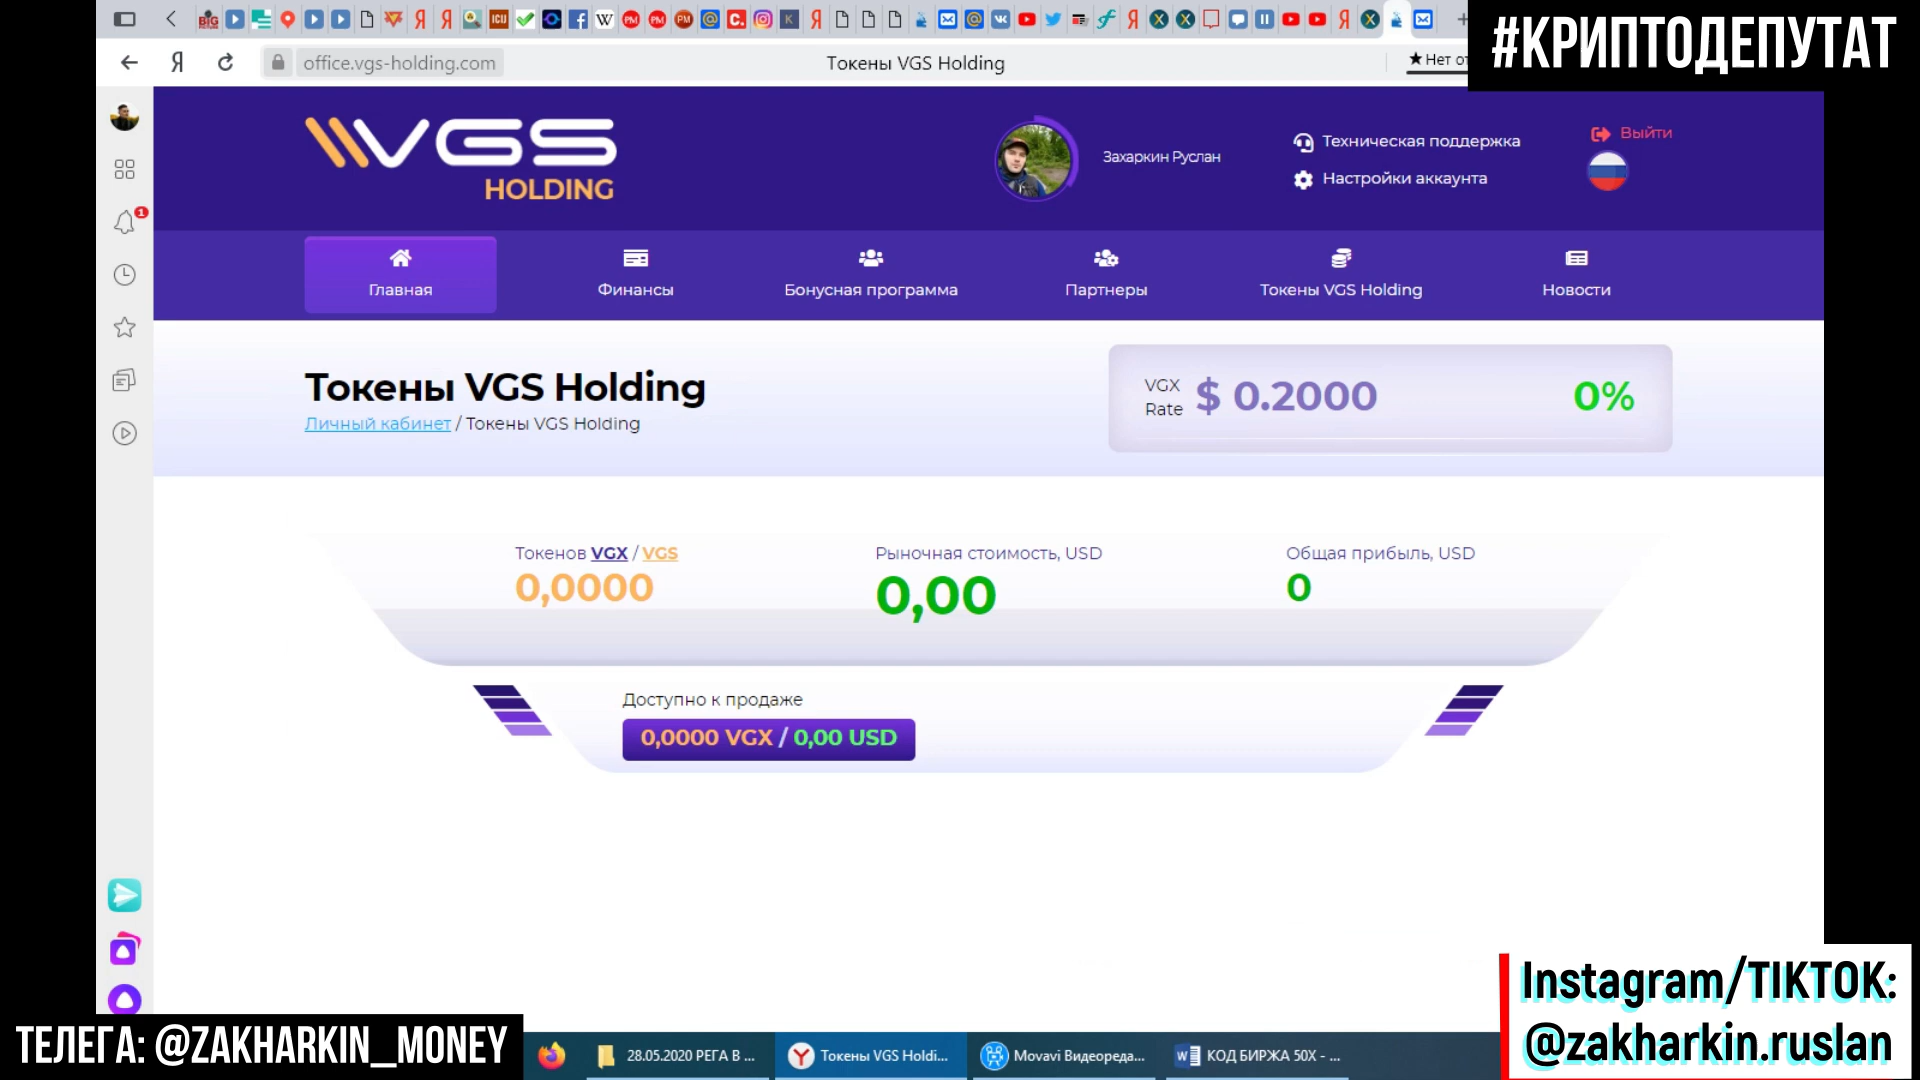 #КРИПТОДЕПУТАТ
office.vgs-holding.com
Токены VGS Holding
★Нет от
VGS
HOLDING
Захаркин Руслан
Техническая поддержка
Настройки аккаунта
Выйти
1
Главная
Финансы
Бонусная программа
Партнеры
Токены VGS Holding
Новости
Токены VGS Holding
Личный кабинет / Токены VGS Holding
VGX
Rate
$ 0.2000
0%
Токенов VGX / VGS
0,0000
Рыночная стоимость, USD
0,00
Общая прибыль, USD
0
Доступно к продаже
0,0000 VGX / 0,00 USD
ТЕЛЕГА: @ZAKHARKIN_MONEY
28.05.2020 РЕГА В ...
Токены VGS Holdi...
Movavi Видеореда...
КОД БИРЖА 50X - ...
Instagram/TIKTOK:
@zakharkin.ruslan